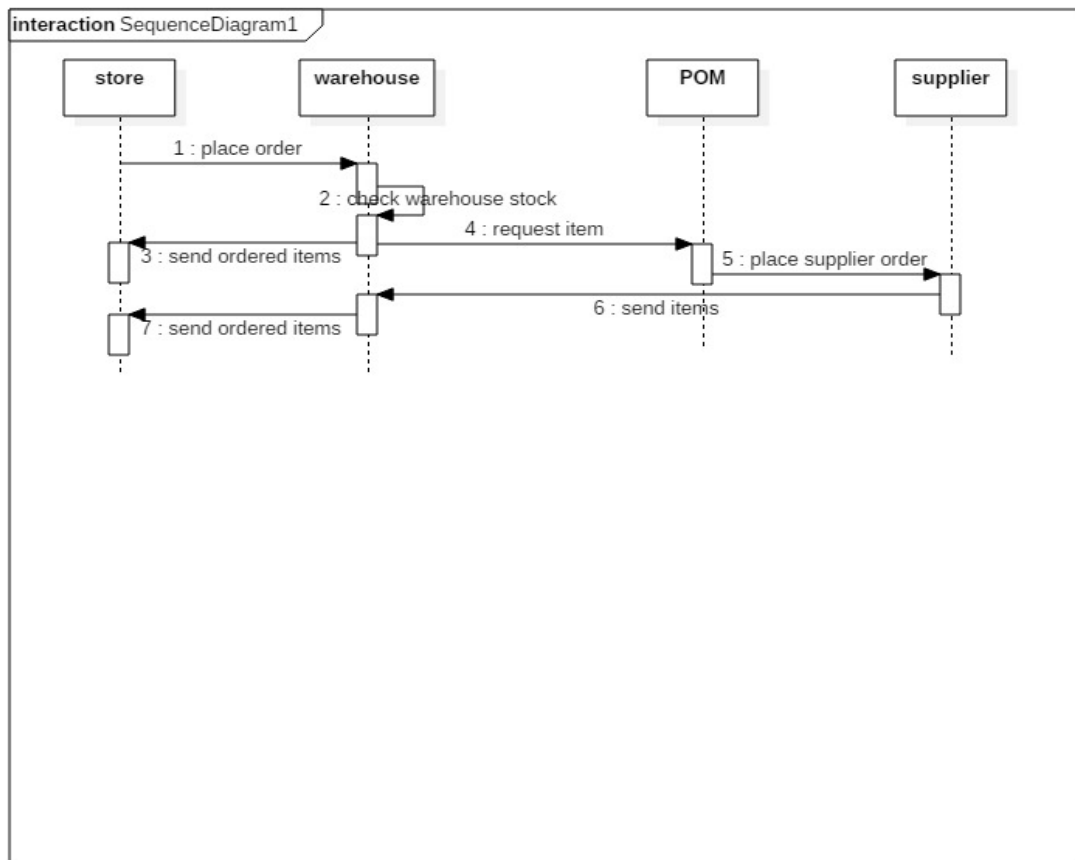 interaction SequenceDiagram1
store
warehouse
POM
supplier
1 : place order
2 : check warehouse stock
4 : request item
3 : send ordered items
5 : place supplier order
6 : send items
7 : send ordered items